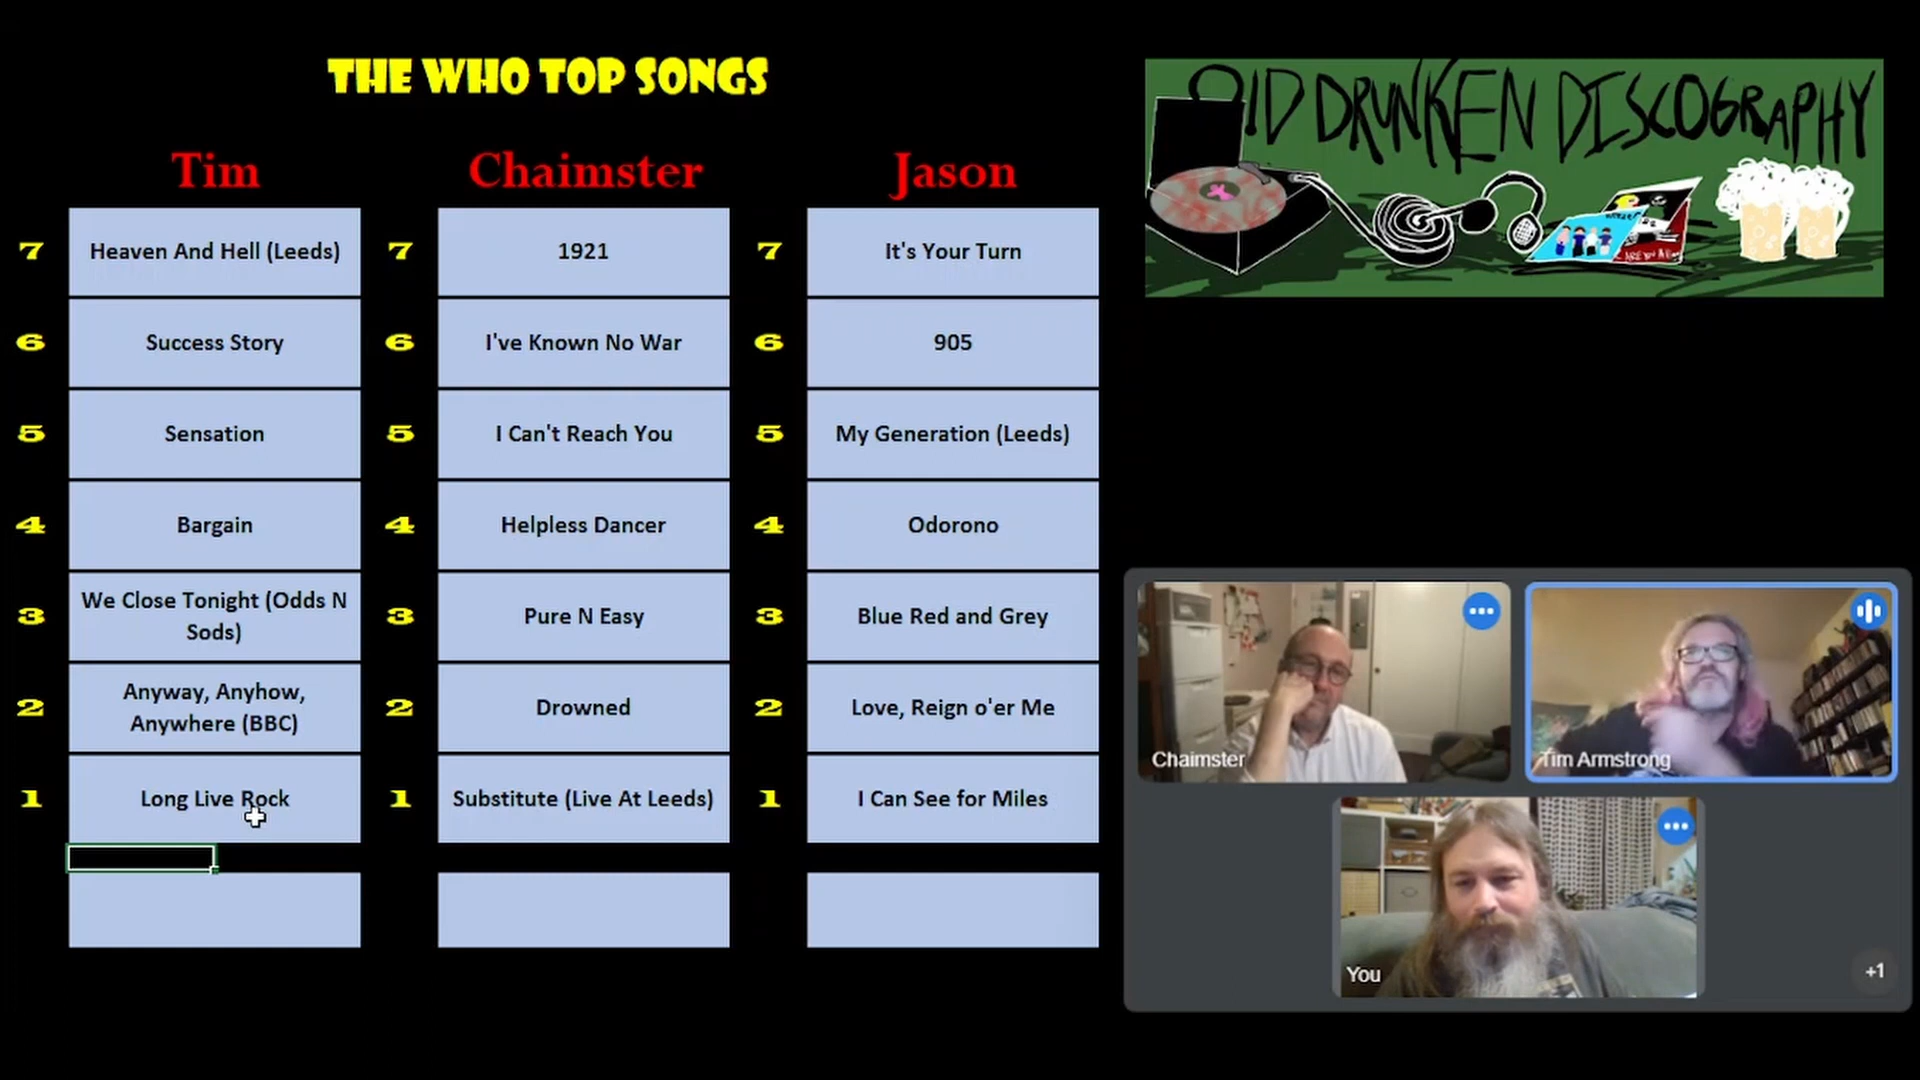 THE WHO TOP SONGS
OLD DRUNKEN DISCOGRAPHY
Tim
Chaimster
Jason
7 Heaven And Hell (Leeds)
7 1921
7 It's Your Turn
6 Success Story
6 I've Known No War
6 905
5 Sensation
5 I Can't Reach You
5 My Generation (Leeds)
4 Bargain
4 Helpless Dancer
4 Odorono
3 We Close Tonight (Odds N
Sods)
3 Pure N Easy
3 Blue Red and Grey
2 Anyway, Anyhow,
Anywhere (BBC)
2 Drowned
2 Love, Reign o'er Me
1 Long Live Rock
1 Substitute (Live At Leeds)
1 I Can See for Miles
Chaimster
Tim Armstrong
You
+1